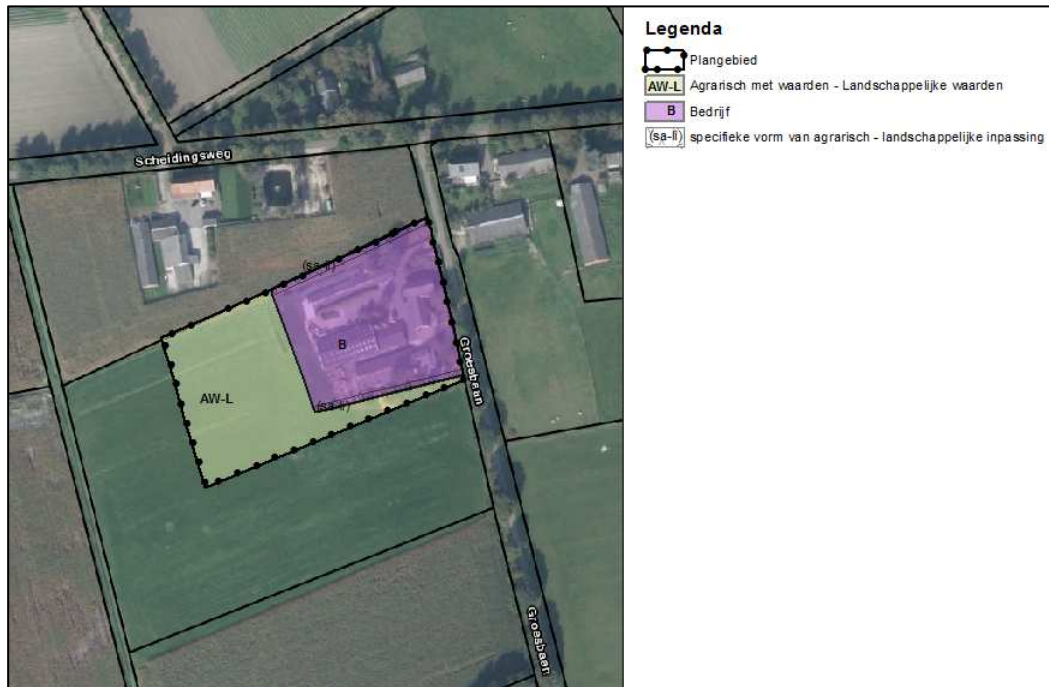 Scheidingsweg
(sa-li)
B
AW-L
(sa-li)
Groesbaan
Groesbaan
Legenda
Plangebied
AW-L Agrarisch met waarden - Landschappelijke waarden
B Bedrijf
(sa-li) specifieke vorm van agrarisch - landschappelijke inpassing